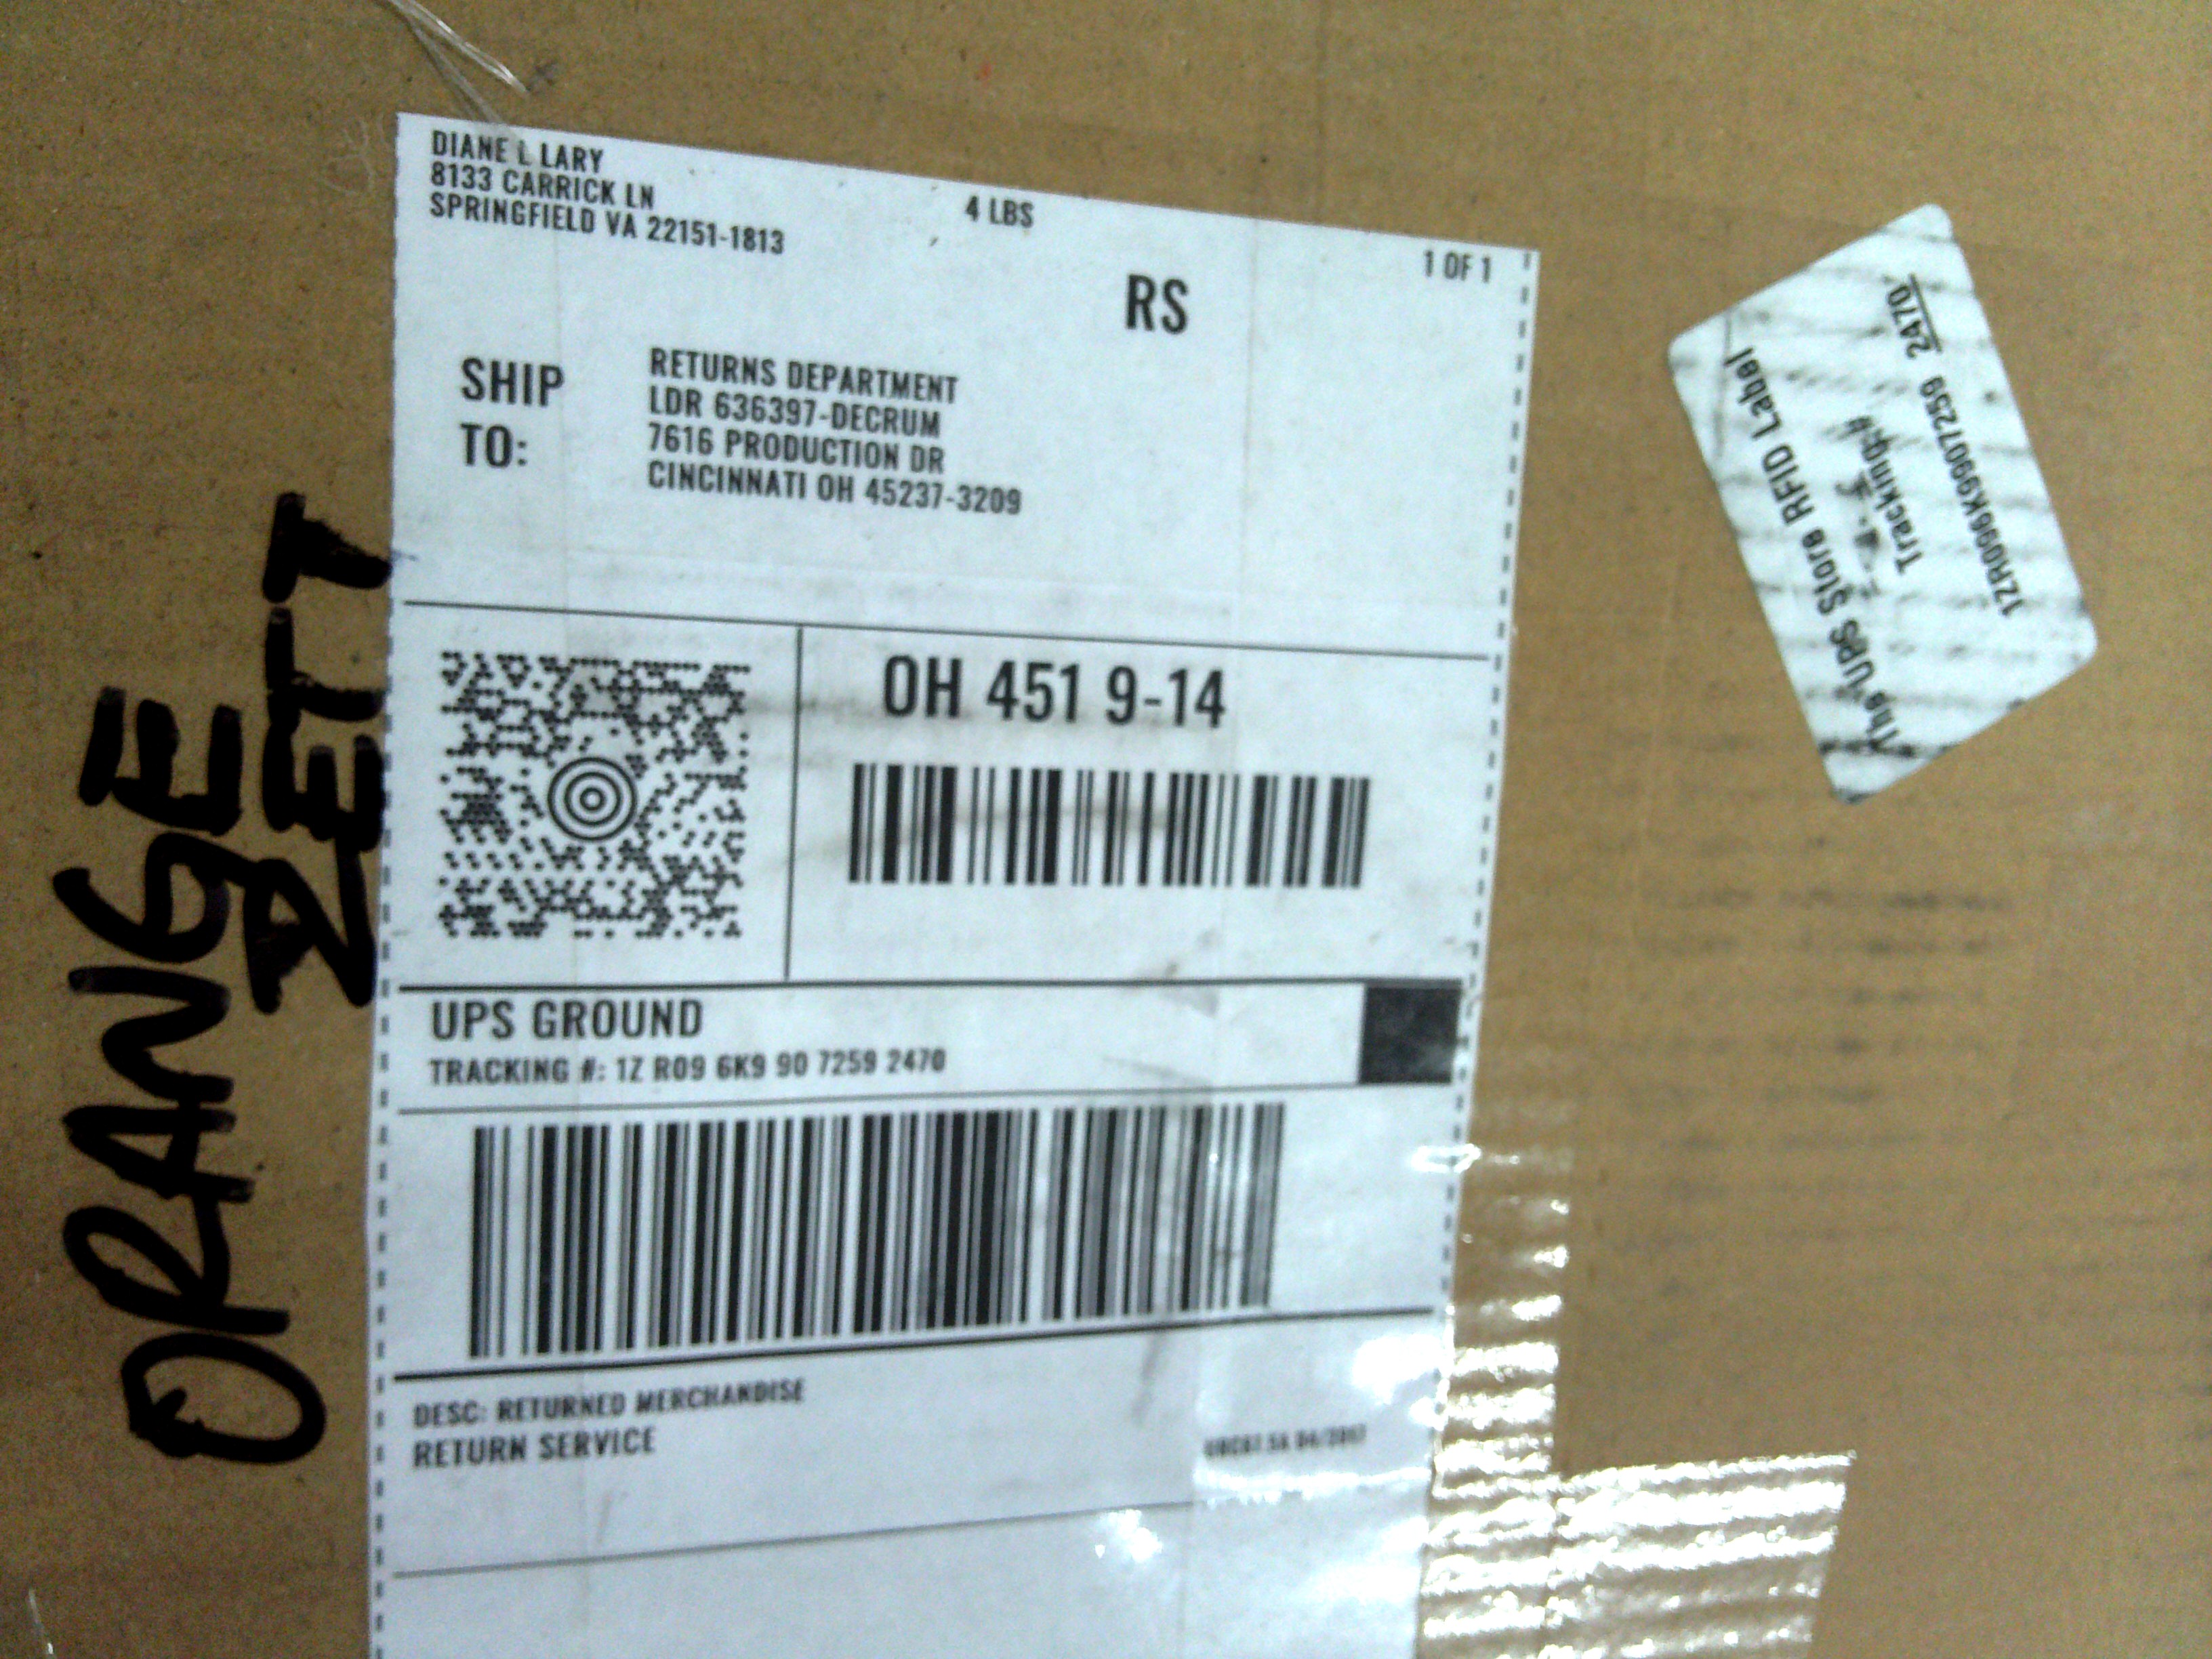 DIANE L LARY
8133 CARRICK LN
SPRINGFIELD VA 22151-1813
4 LBS
1 OF 1
RS
SHIP TO:
RETURNS DEPARTMENT
LDR 636397-DECRUM
7616 PRODUCTION DR
CINCINNATI OH 45237-3209
OH 451 9-14
UPS GROUND
TRACKING #: 1Z R09 6K9 90 7259 2470
DESC: RETURNED MERCHANDISE
RETURN SERVICE
ORANGE
ZETT
The UPS Store RFID Label
Tracking #
1ZR096K9907259 2470